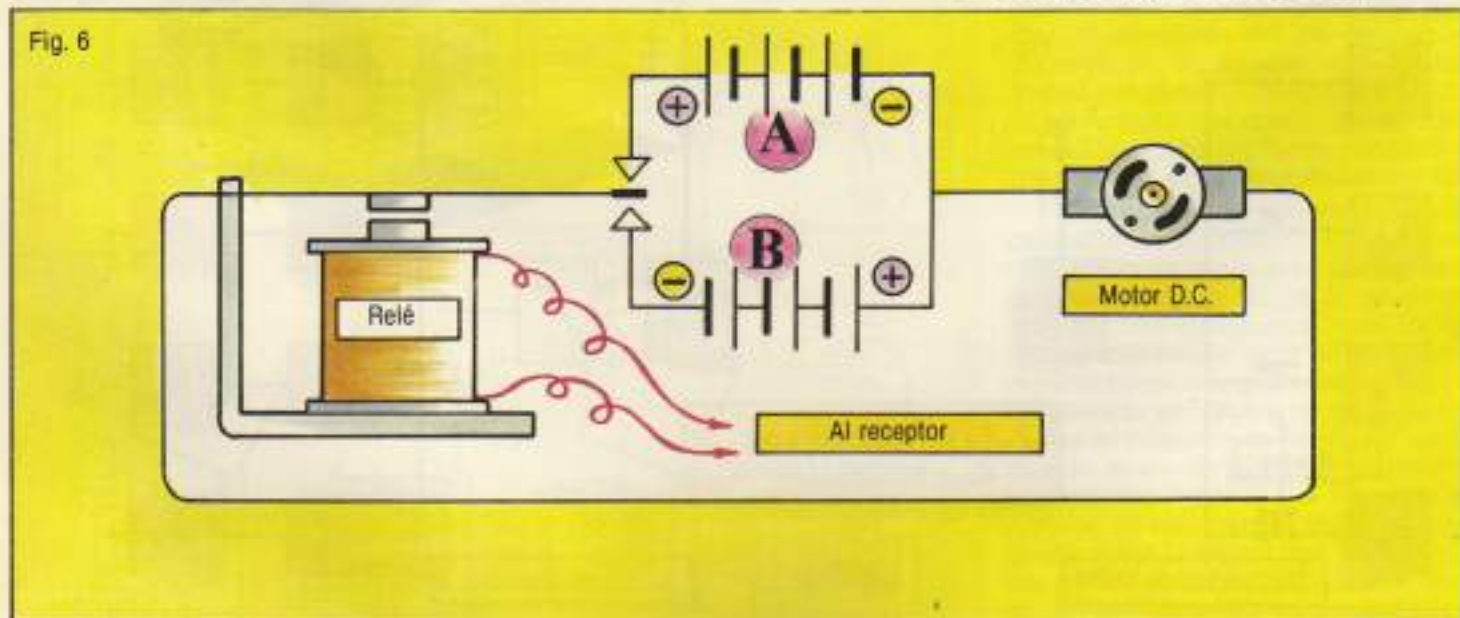 Fig. 6
+
A
−
B
−
+
Motor D.C.
Relé
Al receptor